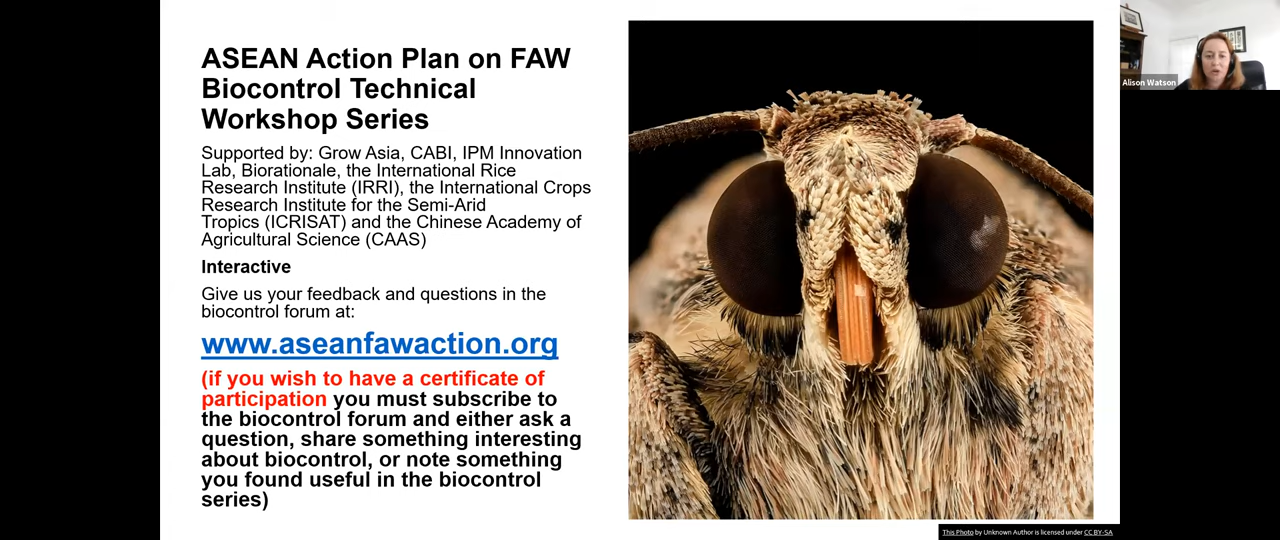 ASEAN Action Plan on FAW
Biocontrol Technical
Workshop Series
Supported by: Grow Asia, CABI, IPM Innovation
Lab, Biorationale, the International Rice
Research Institute (IRRI), the International Crops
Research Institute for the Semi-Arid
Tropics (ICRISAT) and the Chinese Academy of
Agricultural Science (CAAS)
Interactive
Give us your feedback and questions in the
biocontrol forum at:
www.aseanfawaction.org
(if you wish to have a certificate of
participation you must subscribe to
the biocontrol forum and either ask a
question, share something interesting
about biocontrol, or note something
you found useful in the biocontrol
series)
This Photo by Unknown Author is licensed under CC BY-SA
Alison Watson